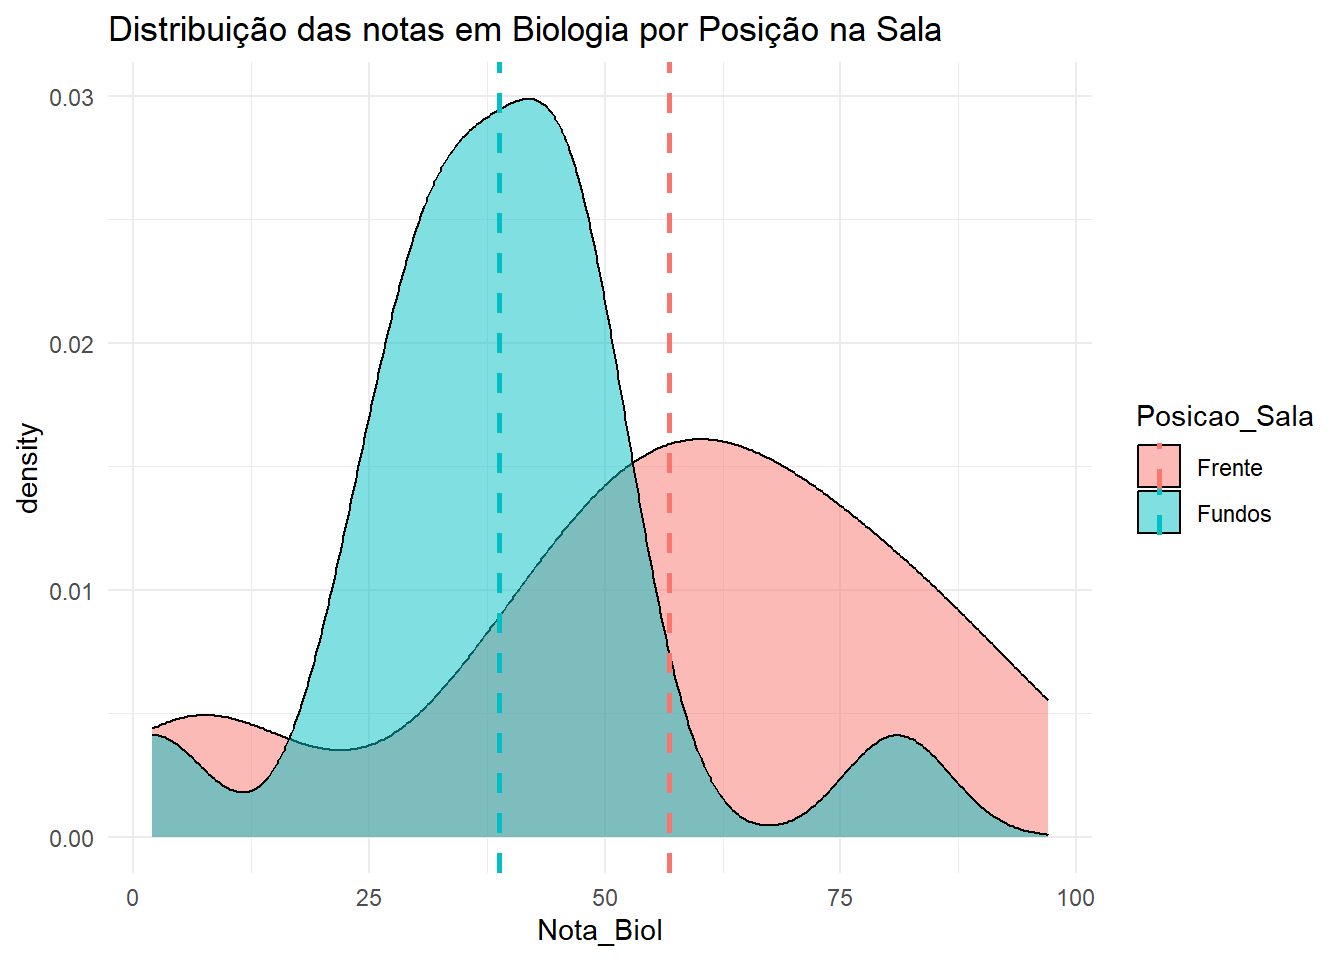 Distribuição das notas em Biologia por Posição na Sala
0.03
0.02
0.01
0.00
density
0 25 50 75 100
Nota_Biol
Posicao_Sala
Frente
Fundos